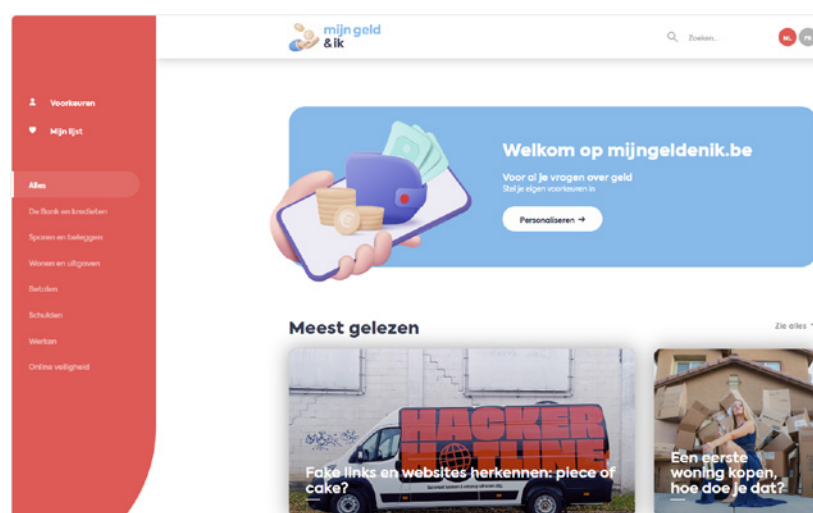 mijn geld
& ik
Zoeken...
NL
FR
Voorkeuren
Mijn lijst
Alles
De Bank en kredieten
Sparen en beleggen
Wonen en uitgaven
Betalen
Schulden
Werken
Online veiligheid
Welkom op mijngeldenik.be
Voor al je vragen over geld
Stel je eigen voorkeuren in
Personaliseren →
Meest gelezen
Zie alles
HACKER
HOTLINE
Fake links en websites herkennen: piece of
cake?
Een eerste
woning kopen,
hoe doe je dat?